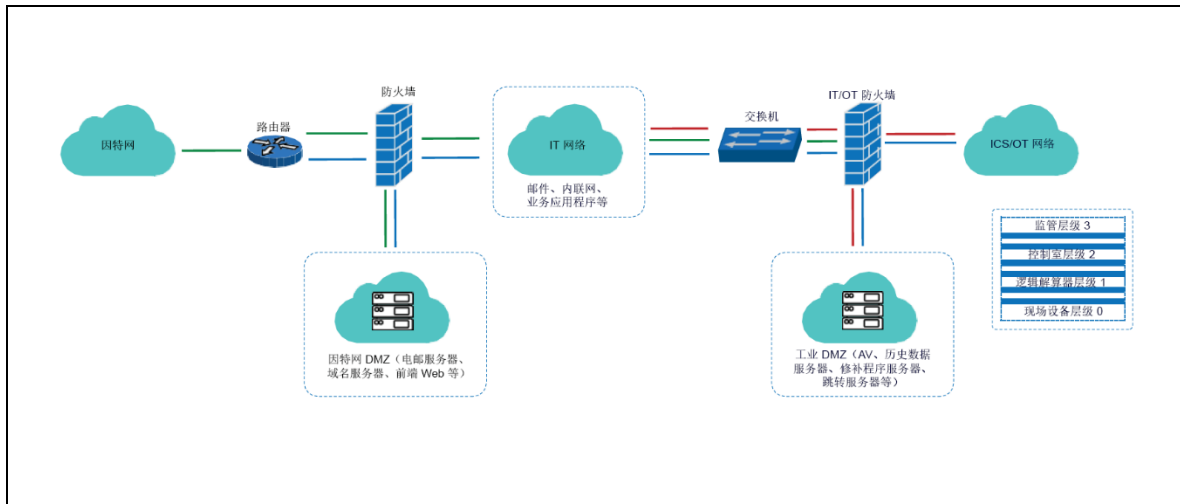 因特网
路由器
防火墙
IT 网络
邮件、内联网、
业务应用程序等
交换机
IT/OT 防火墙
ICS/OT 网络
因特网 DMZ（电邮服务器、
域名服务器、前端 Web 等）
工业 DMZ（AV、历史数据
服务器、修补程序服务器、
跳转服务器等）
监管层级 3
控制室层级 2
逻辑解算器层级 1
现场设备层级 0